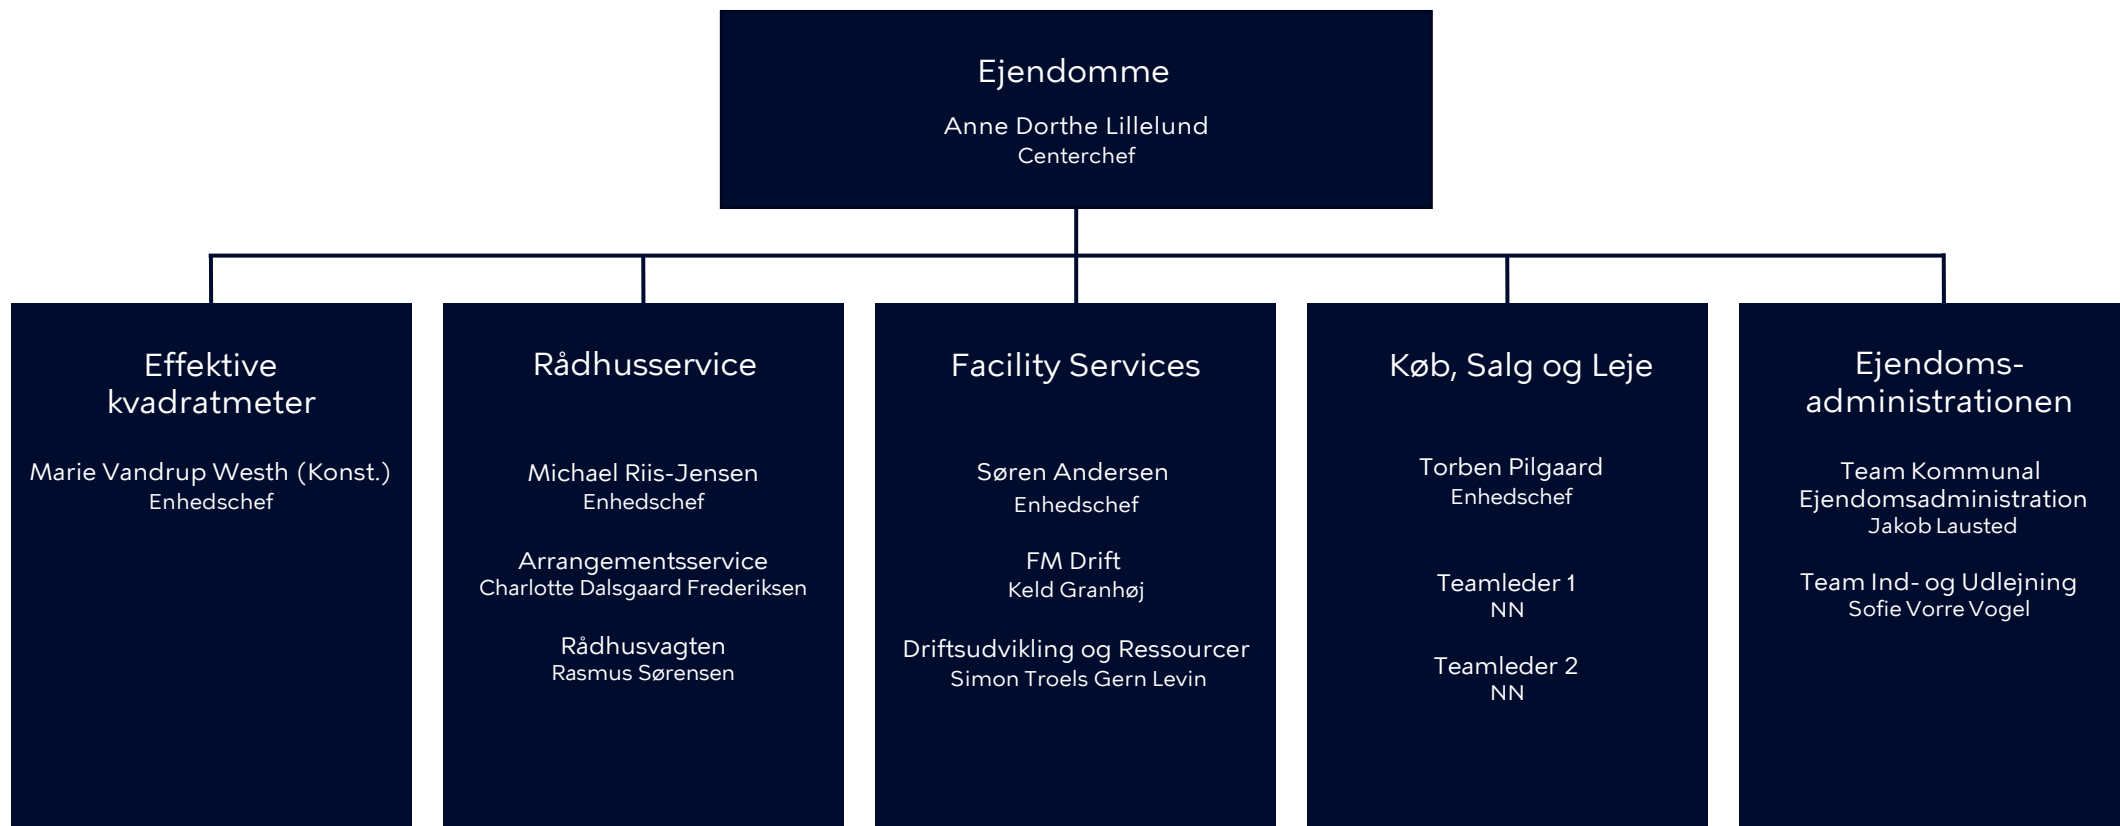 Ejendomme
Anne Dorthe Lillelund
Centerchef
Effektive
kvadratmeter
Marie Vandrup Westh (Konst.)
Enhedschef
Rådhusservice
Michael Riis-Jensen
Enhedschef
Arrangementsservice
Charlotte Dalsgaard Frederiksen
Rådhusvagten
Rasmus Sørensen
Facility Services
Søren Andersen
Enhedschef
FM Drift
Keld Granhøj
Driftsudvikling og Ressourcer
Simon Troels Gern Levin
Køb, Salg og Leje
Torben Pilgaard
Enhedschef
Teamleder 1
NN
Teamleder 2
NN
Ejendoms-
administrationen
Team Kommunal
Ejendomsadministration
Jakob Lausted
Team Ind- og Udlejning
Sofie Vorre Vogel